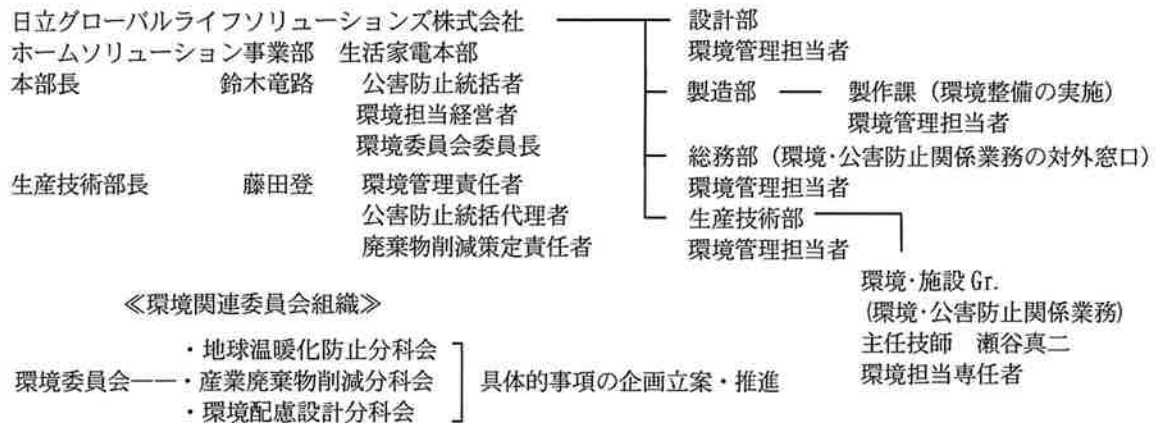 日立グローバルライフソリューションズ株式会社
ホームソリューション事業部　生活家電本部
本部長　鈴木竜路　公害防止統括者
環境担当経営者
環境委員会委員長
生産技術部長　藤田登　環境管理責任者
公害防止統括代理者
廃棄物削減策定責任者
設計部
環境管理担当者
製造部 ― 製作課（環境整備の実施）
環境管理担当者
総務部（環境・公害防止関係業務の対外窓口）
環境管理担当者
生産技術部
環境管理担当者
環境・施設 Gr.
(環境・公害防止関係業務)
主任技師　瀬谷真二
環境担当専任者
≪環境関連委員会組織≫
・地球温暖化防止分科会
環境委員会――・産業廃棄物削減分科会　具体的事項の企画立案・推進
・環境配慮設計分科会